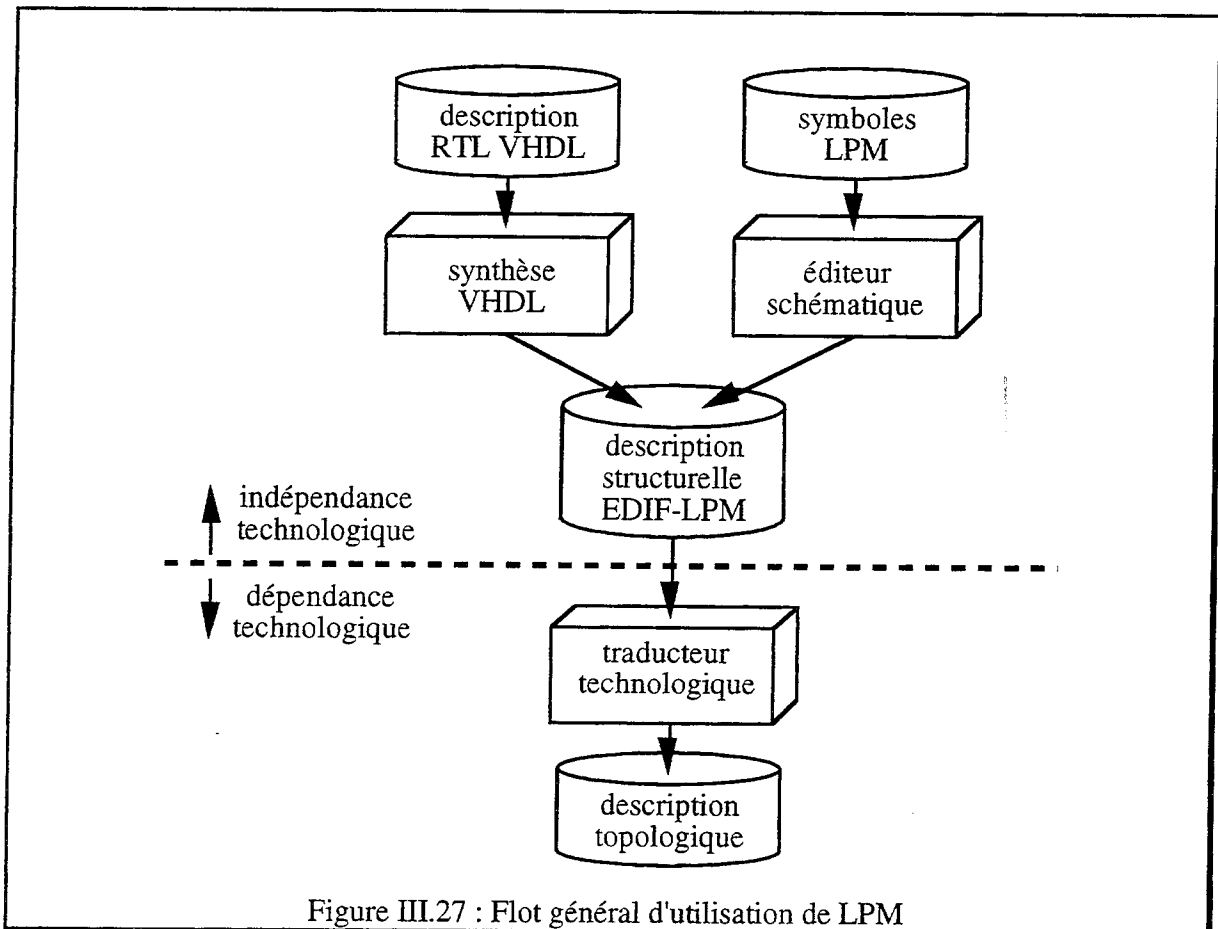 description
RTL VHDL
symboles
LPM
synthèse
VHDL
éditeur
schématique
description
structurelle
EDIF-LPM
indépendance
technologique
dépendance
technologique
traducteur
technologique
description
topologique
Figure III.27 : Flot général d'utilisation de LPM